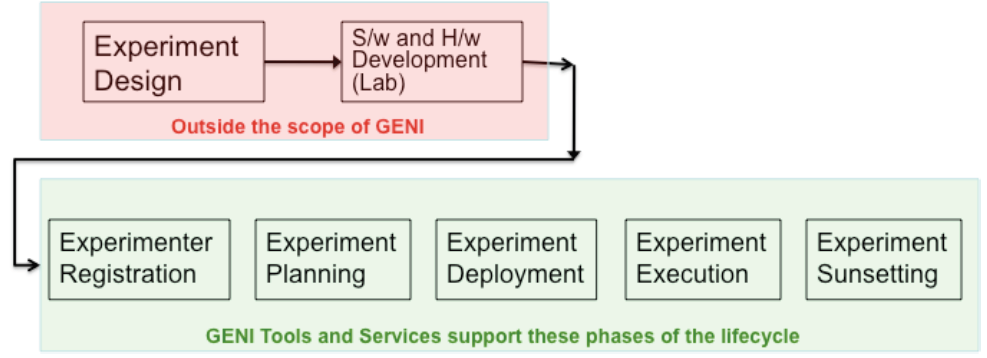 Experiment
Design
S/w and H/w
Development
(Lab)
Outside the scope of GENI
Experimenter
Registration
Experiment
Planning
Experiment
Deployment
Experiment
Execution
Experiment
Sunsetting
GENI Tools and Services support these phases of the lifecycle